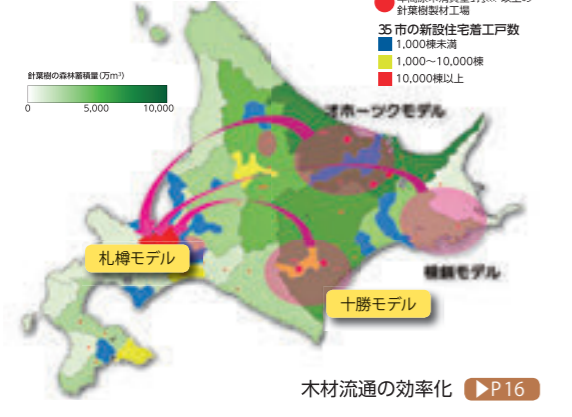 針葉樹製材工場
35市の新設住宅着工戸数
1,000棟未満
1,000～10,000棟
10,000棟以上
針葉樹の森林蓄積量(万m³)
0 5,000 10,000
オホーツクモデル
札樽モデル
根釧モデル
十勝モデル
木材流通の効率化 ▶P16